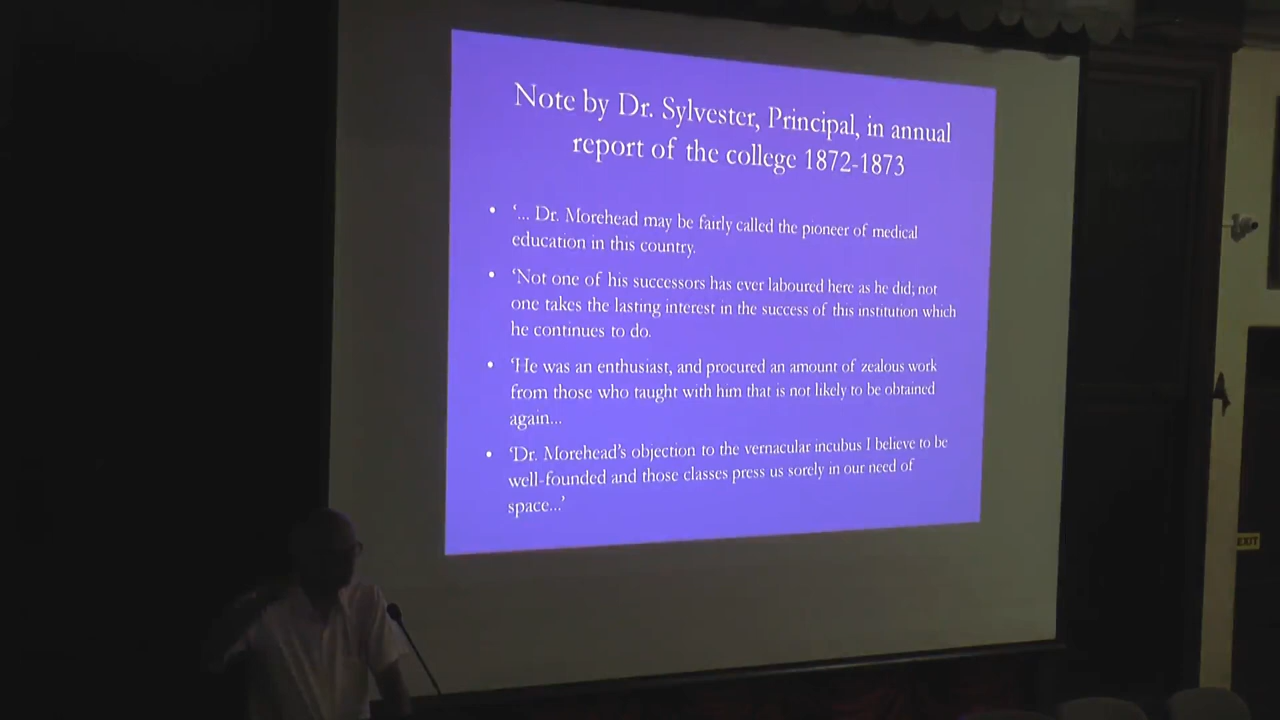 Note by Dr. Sylvester, Principal, in annual
report of the college 1872-1873
• ‘... Dr. Morehead may be fairly called the pioneer of medical
education in this country.
• ‘Not one of his successors has ever laboured here as he did; not
one takes the lasting interest in the success of this institution which
he continues to do.
• ‘He was an enthusiast, and procured an amount of zealous work
from those who taught with him that is not likely to be obtained
again...
• ‘Dr. Morehead’s objection to the vernacular incubus I believe to be
well-founded and those classes press us sorely in our need of
space...’
EXIT